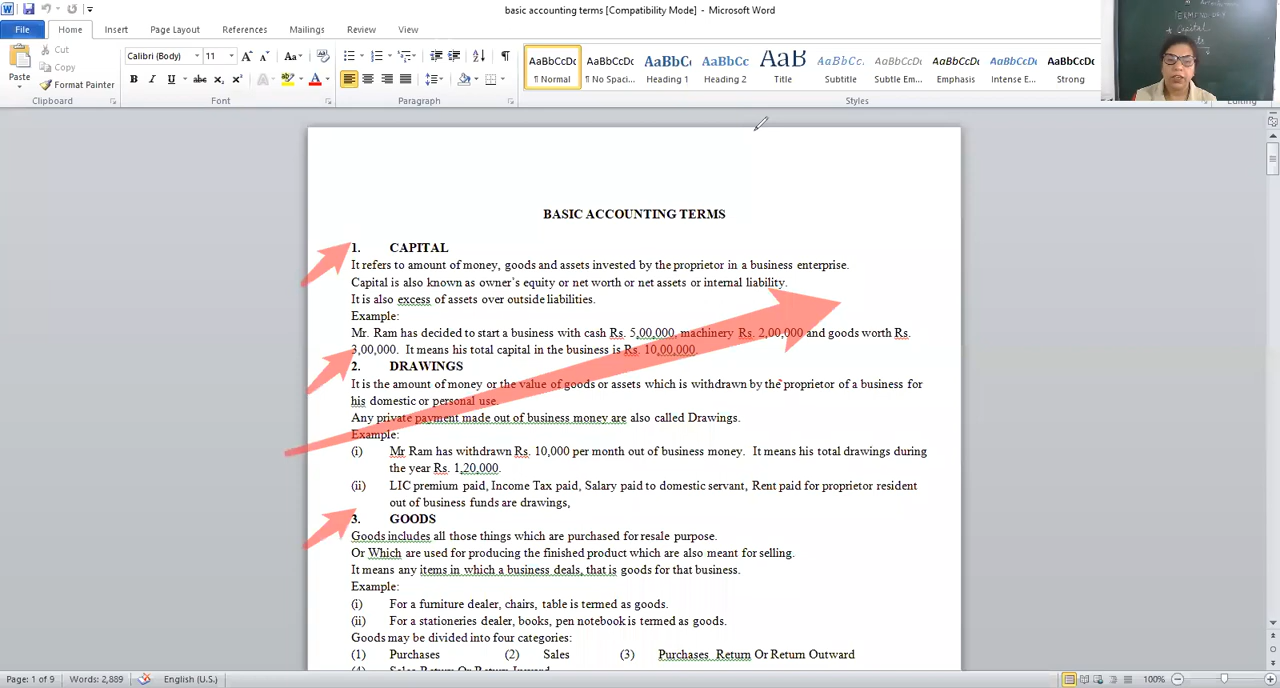 basic accounting terms [Compatibility Mode] - Microsoft Word
File Home Insert Page Layout References Mailings Review View
Paste Cut Copy Format Painter
Calibri (Body) 11
AaBbCcDc AaBbCcDc AaBbC AaBbCc AaB AaBbCc. AaBbCcDc AaBbCcDc AaBbCcDc AaBbCcDc
¶ Normal ¶ No Spaci... Heading 1 Heading 2 Title Subtitle Subtle Em... Emphasis Intense E... Strong
Clipboard Font Paragraph Styles Editing
Capital
BASIC ACCOUNTING TERMS
1. CAPITAL
It refers to amount of money, goods and assets invested by the proprietor in a business enterprise.
Capital is also known as owner's equity or net worth or net assets or internal liability.
It is also excess of assets over outside liabilities.
Example:
Mr. Ram has decided to start a business with cash Rs. 5,00,000, machinery Rs. 2,00,000 and goods worth Rs.
3,00,000. It means his total capital in the business is Rs. 10,00,000.
2. DRAWINGS
It is the amount of money or the value of goods or assets which is withdrawn by the proprietor of a business for
his domestic or personal use.
Any private payment made out of business money are also called Drawings.
Example:
(i) Mr Ram has withdrawn Rs. 10,000 per month out of business money. It means his total drawings during
the year Rs. 1,20,000.
(ii) LIC premium paid, Income Tax paid, Salary paid to domestic servant, Rent paid for proprietor resident
out of business funds are drawings,
3. GOODS
Goods includes all those things which are purchased for resale purpose.
Or Which are used for producing the finished product which are also meant for selling.
It means any items in which a business deals, that is goods for that business.
Example:
(i) For a furniture dealer, chairs, table is termed as goods.
(ii) For a stationeries dealer, books, pen notebook is termed as goods.
Goods may be divided into four categories:
(1) Purchases (2) Sales (3) Purchases Return Or Return Outward
(4) Sales Return Or Return Inward
Page: 1 of 9 Words: 2,889 English (U.S.) 100%